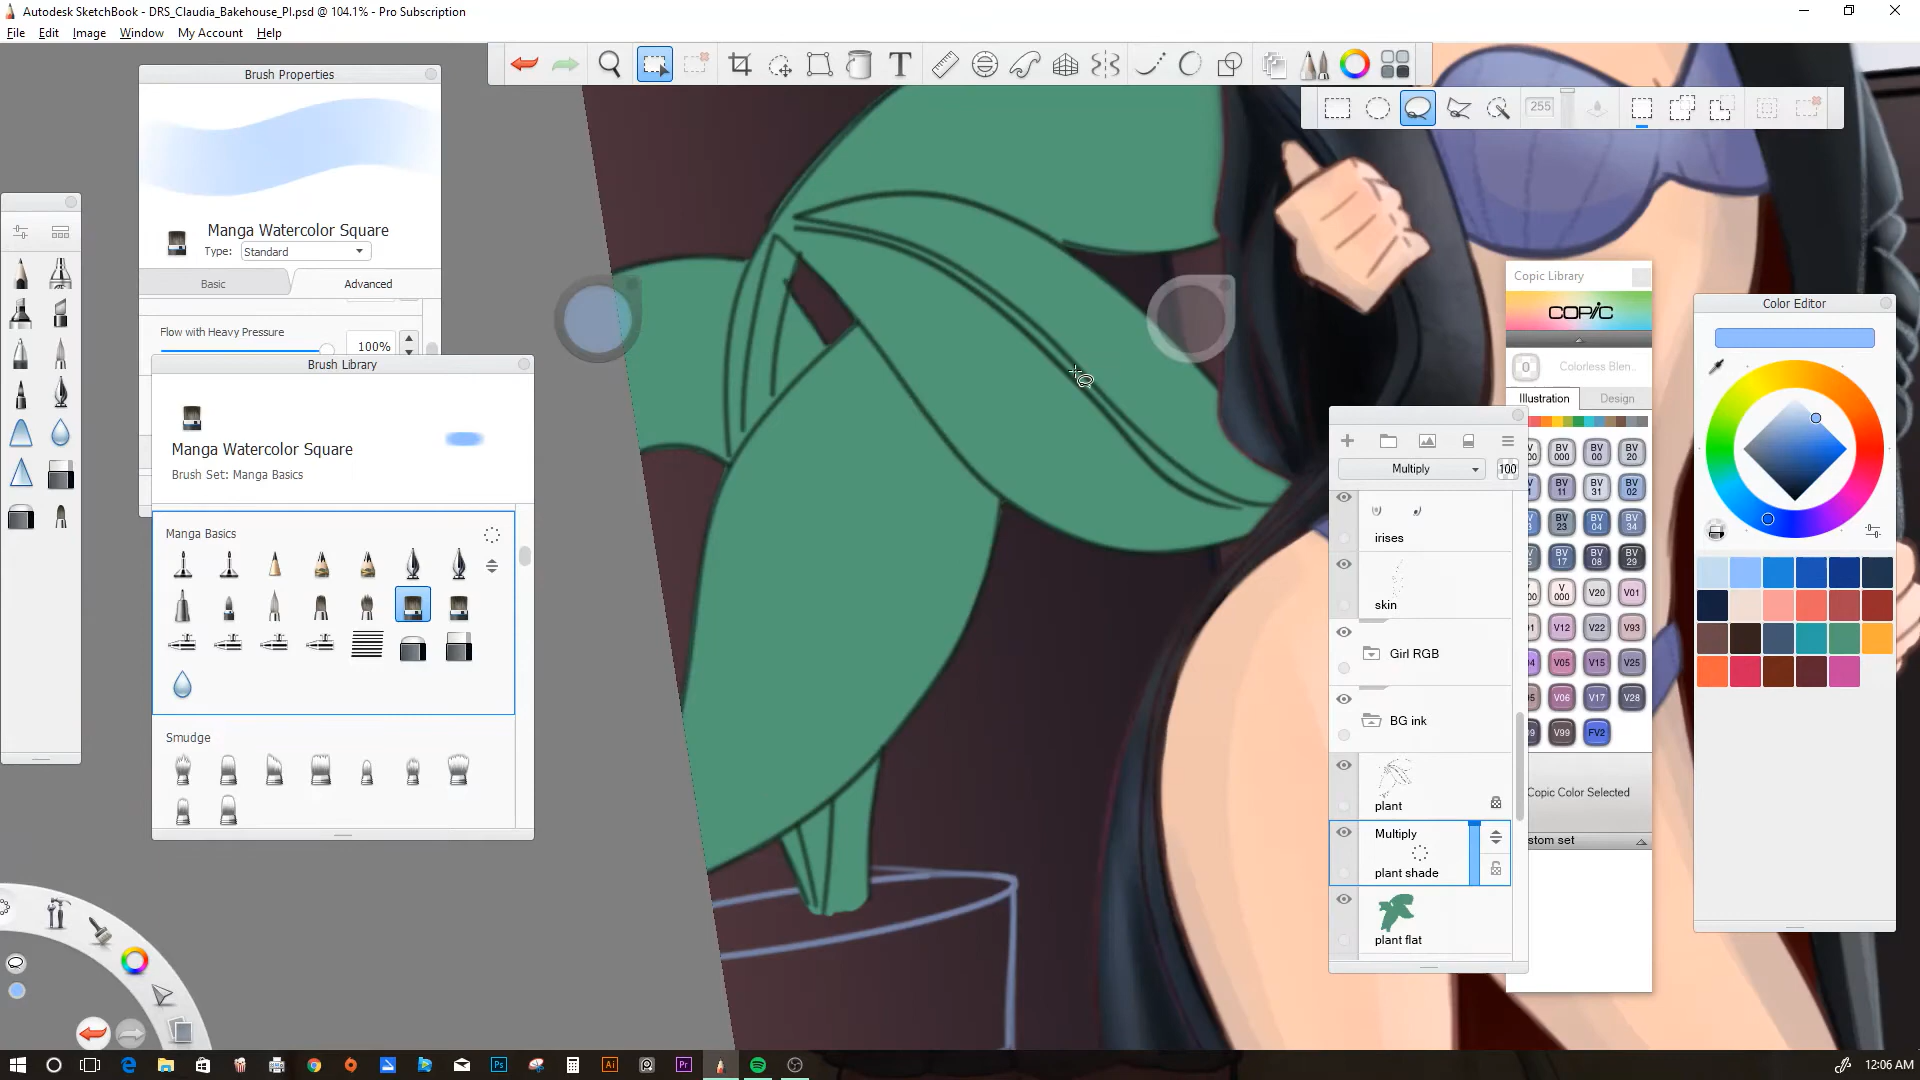 Autodesk SketchBook - DRS_Claudia_Bakehouse_PI.psd @ 104.1% - Pro Subscription
File Edit Image Window My Account Help
Brush Properties
255
Manga Watercolor Square
Type: Standard
Basic Advanced
Flow with Heavy Pressure
100%
Brush Library
Manga Watercolor Square
Brush Set: Manga Basics
Manga Basics
Smudge
Copic Library
COPIC
0 Colorless Blen...
Illustration Design
BV 000 BV 00 BV 20
BV 11 BV 31 BV 02
BV 23 BV 04 BV 34
BV 17 BV 08 BV 29
V 000 V20 V01
V12 V22 V93
V05 V15 V25
V06 V17 V28
V99 FV2
Copic Color Selected
stom set
Color Editor
Multiply 100
irises
skin
Girl RGB
BG ink
plant
Multiply
plant shade
plant flat
12:06 AM